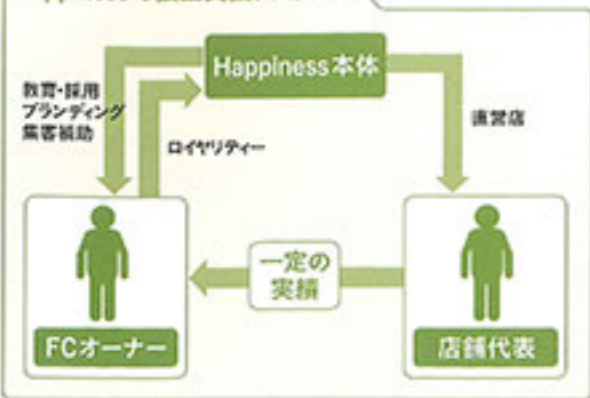 Happiness本体
教育・採用
ブランディング
集客補助
ロイヤリティー
直営店
一定の
実績
FCオーナー
店舗代表